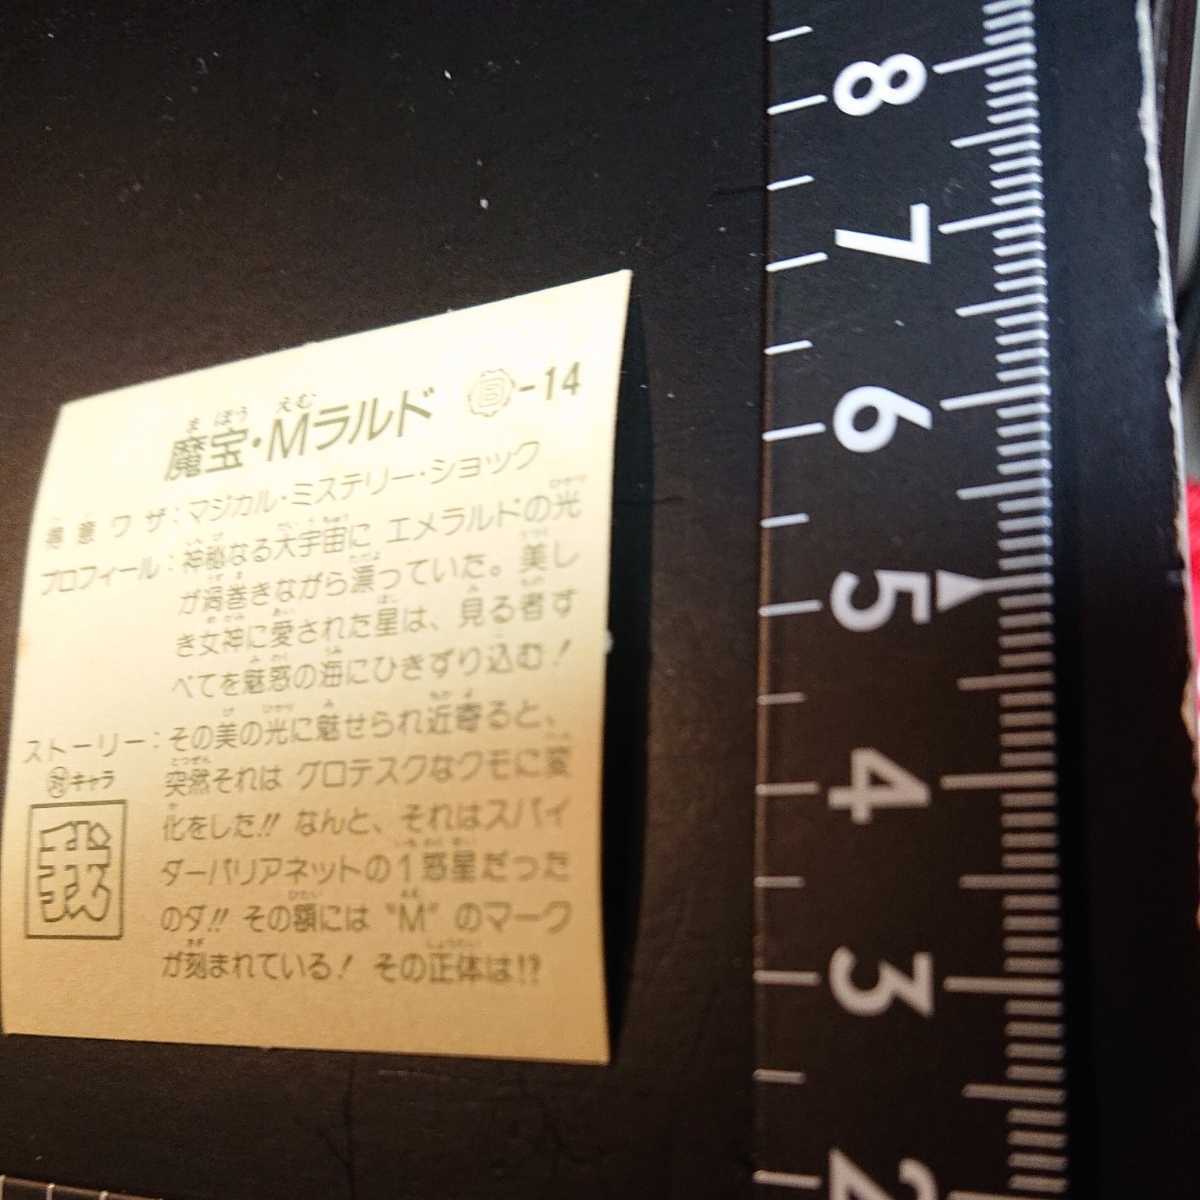 魔宝・Mラルド -14
まほう えむ
得意ワザ：マジカル・ミステリー・ショック
プロフィール：神秘なる大宇宙に エメラルドの光
が渦巻きながら漂っていた。美し
き女神に愛された星は、見る者す
べてを魅惑の海にひきずり込む！
ストーリー：その美の光に魅せられ近寄ると、
突然それは グロテスクなクモに変
化をした!! なんと、それはスパイ
ダーバリアネットの1惑星だった
のダ!! その額には “M” のマーク
が刻まれている！ その正体は!?
キャラ
我
8
7
6
5
4
3
2